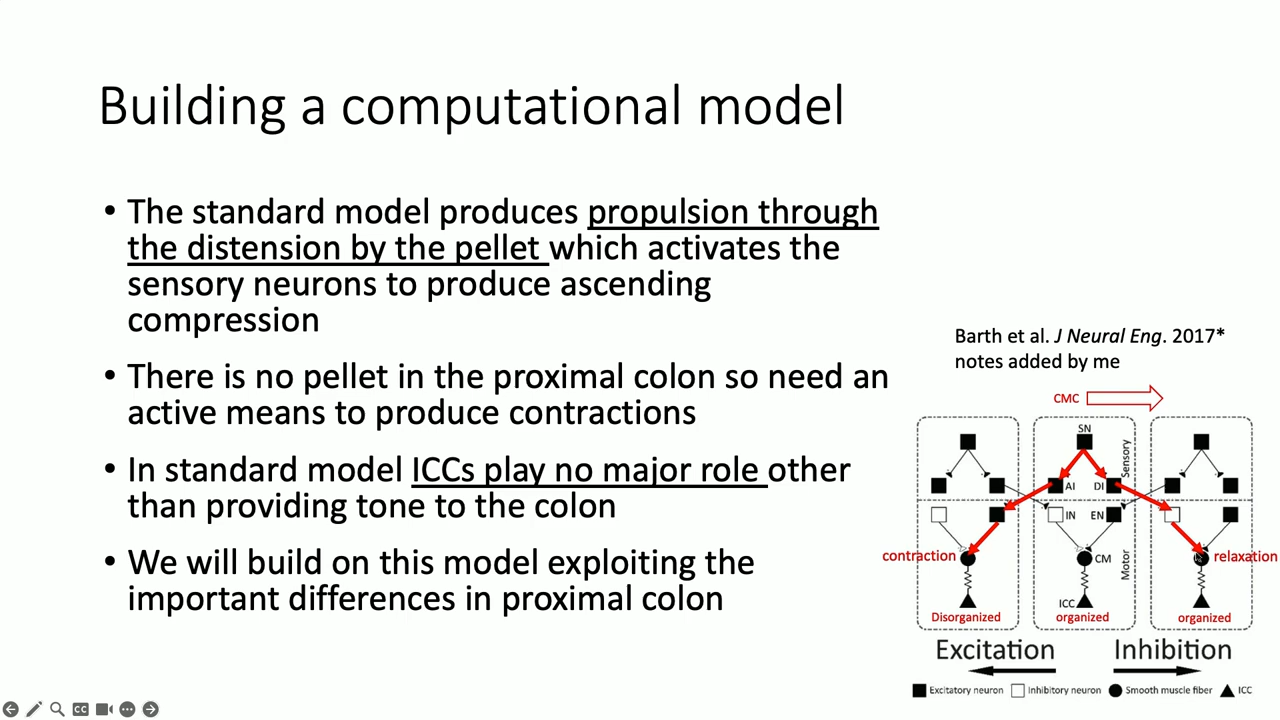 Building a computational model
• The standard model produces propulsion through
the distension by the pellet which activates the
sensory neurons to produce ascending
compression
• There is no pellet in the proximal colon so need an
active means to produce contractions
• In standard model ICCs play no major role other
than providing tone to the colon
• We will build on this model exploiting the
important differences in proximal colon
Barth et al. J Neural Eng. 2017*
notes added by me
CMC
SN
Sensory
AI DI
IN EN
contraction CM relaxation
Motor
ICC
Disorganized organized organized
Excitation Inhibition
Excitatory neuron Inhibitory neuron Smooth muscle fiber ICC
CC